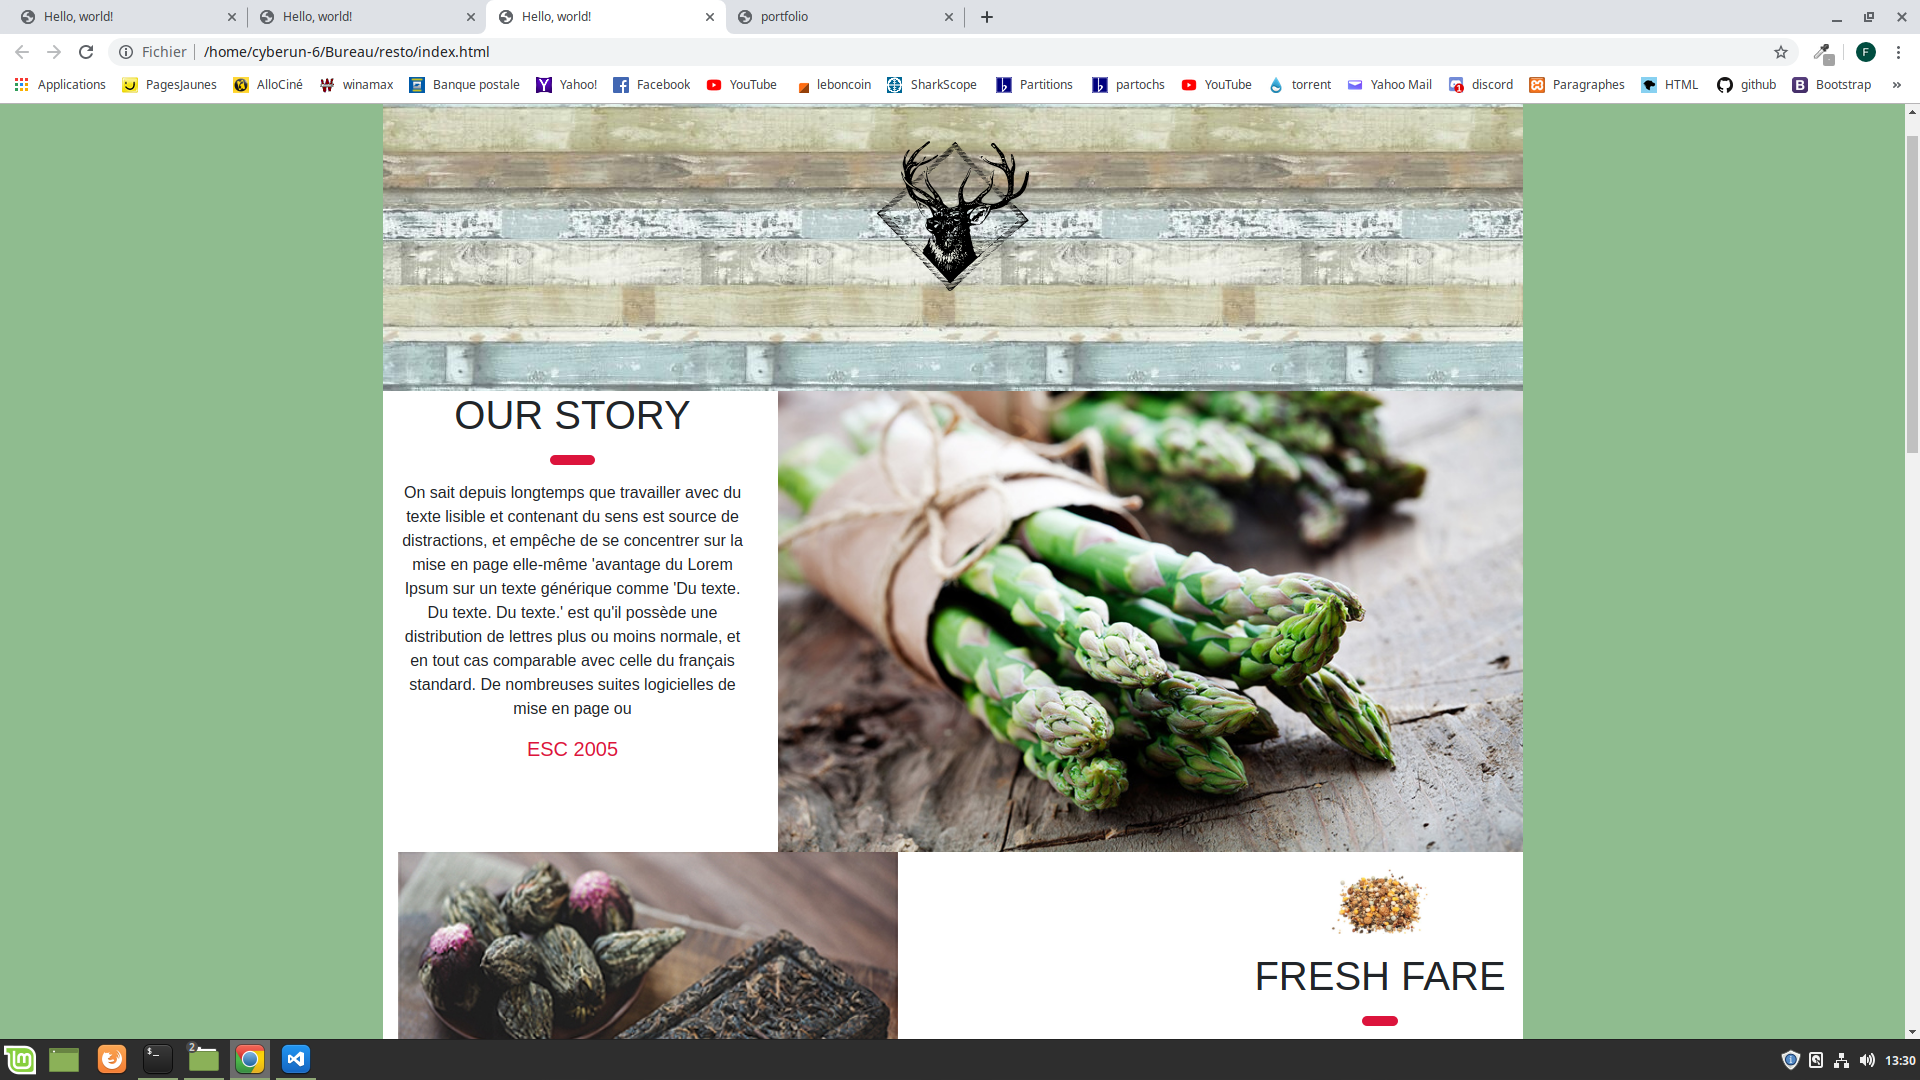 Hello, world!
Hello, world!
Hello, world!
portfolio
Fichier
/home/cyberun-6/Bureau/resto/index.html
F
Applications
PagesJaunes
AlloCiné
winamax
Banque postale
Yahoo!
Facebook
YouTube
leboncoin
SharkScope
Partitions
partochs
YouTube
torrent
Yahoo Mail
1
discord
Paragraphes
HTML
github
B
Bootstrap
»
OUR STORY
On sait depuis longtemps que travailler avec du
texte lisible et contenant du sens est source de
distractions, et empêche de se concentrer sur la
mise en page elle-même 'avantage du Lorem
Ipsum sur un texte générique comme 'Du texte.
Du texte. Du texte.' est qu'il possède une
distribution de lettres plus ou moins normale, et
en tout cas comparable avec celle du français
standard. De nombreuses suites logicielles de
mise en page ou
ESC 2005
FRESH FARE
2
13:30